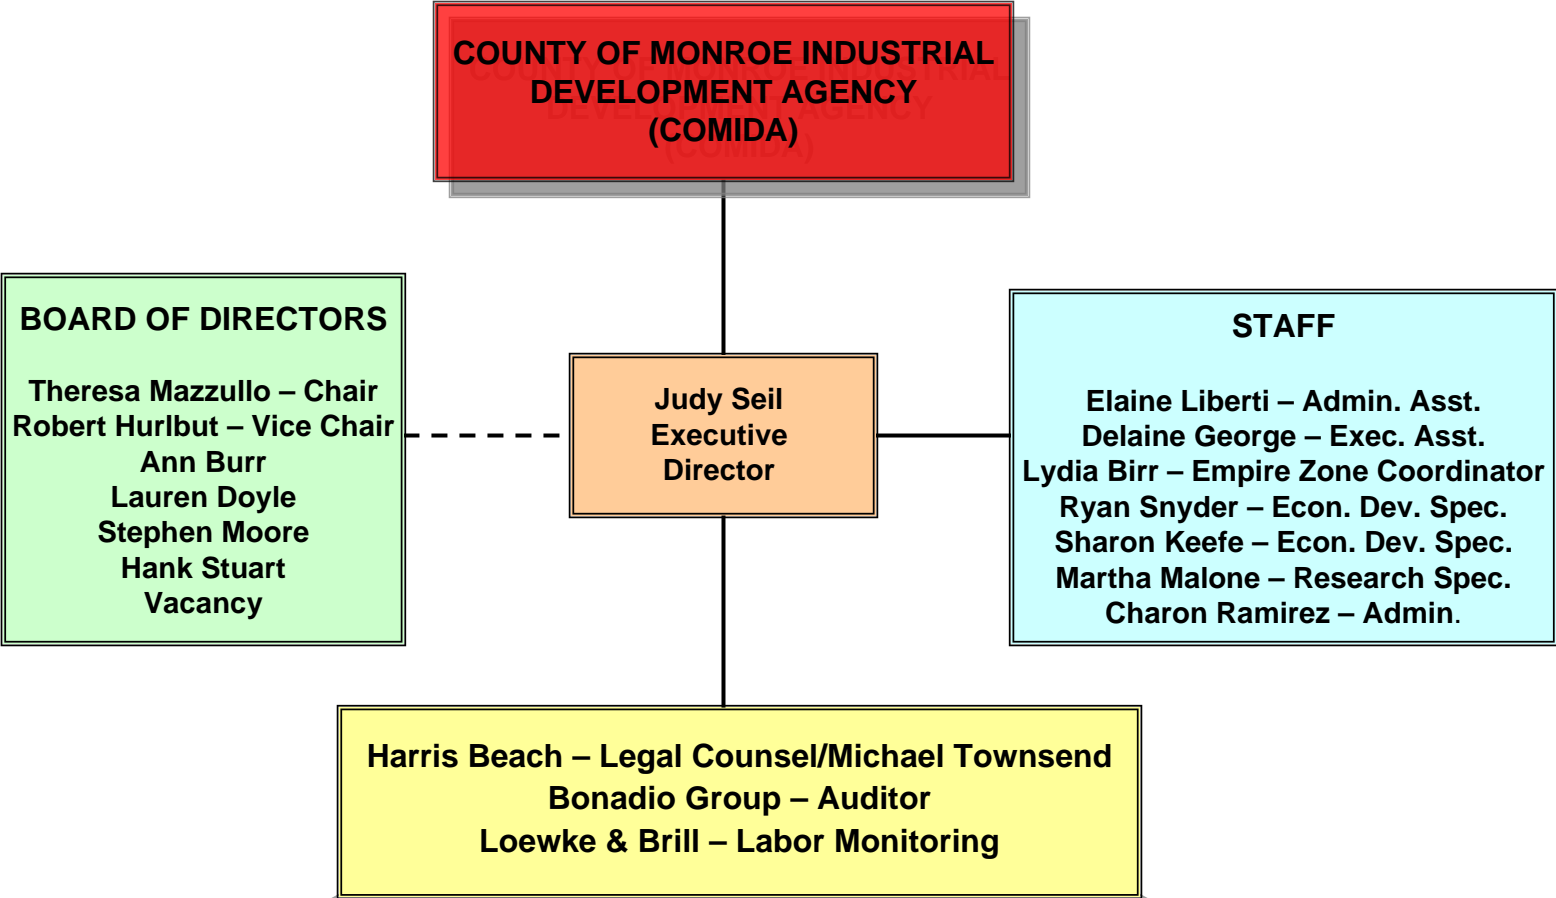 COUNTY OF MONROE INDUSTRIAL
DEVELOPMENT AGENCY
(COMIDA)
BOARD OF DIRECTORS
Theresa Mazzullo – Chair
Robert Hurlbut – Vice Chair
Ann Burr
Lauren Doyle
Stephen Moore
Hank Stuart
Vacancy
Judy Seil
Executive
Director
STAFF
Elaine Liberti – Admin. Asst.
Delaine George – Exec. Asst.
Lydia Birr – Empire Zone Coordinator
Ryan Snyder – Econ. Dev. Spec.
Sharon Keefe – Econ. Dev. Spec.
Martha Malone – Research Spec.
Charon Ramirez – Admin.
Harris Beach – Legal Counsel/Michael Townsend
Bonadio Group – Auditor
Loewke & Brill – Labor Monitoring